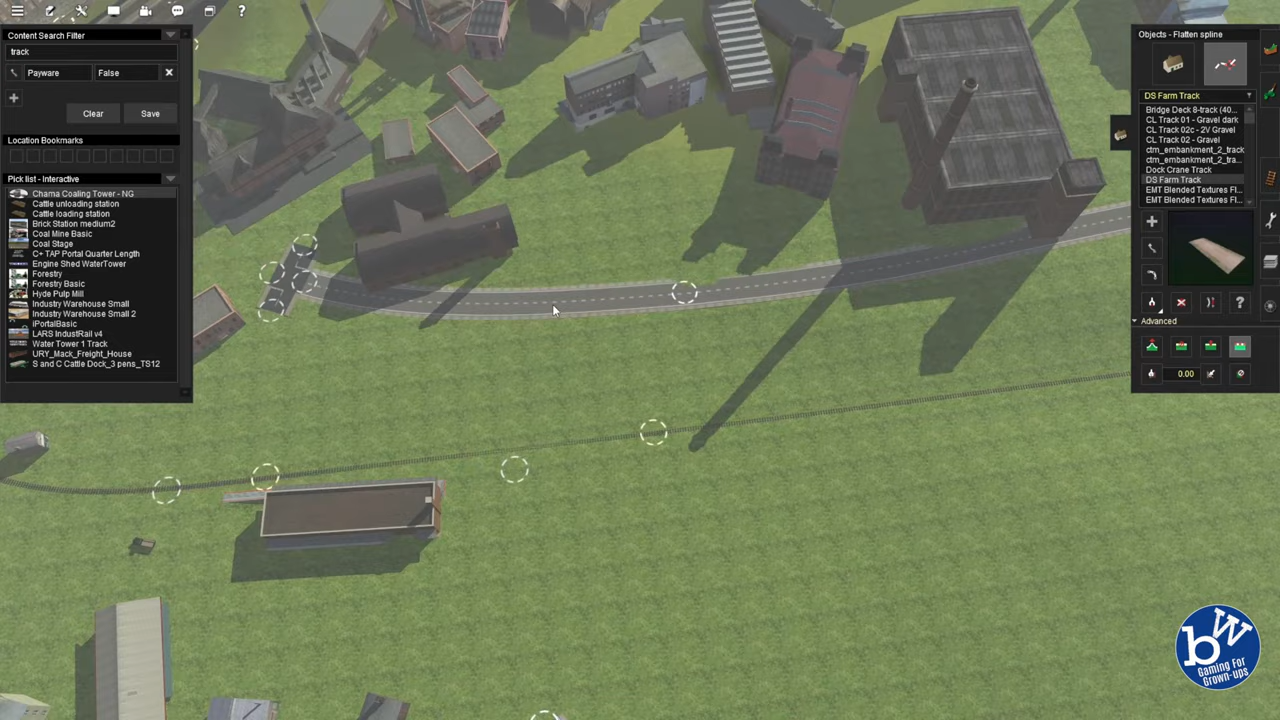 Content Search Filter
track
Payware
False
Clear
Save
Location Bookmarks
Pick list - Interactive
Chama Coaling Tower - NG
Cattle unloading station
Cattle loading station
Brick Station medium2
Coal Mine Basic
Coal Stage
C+ TAP Portal Quarter Length
Engine Shed WaterTower
Forestry
Forestry Basic
Hyde Pulp Mill
Industry Warehouse Small
Industry Warehouse Small 2
iPortalBasic
LARS IndustRail v4
Water Tower 1 Track
URY_Mack_Freight_House
S and C Cattle Dock_3 pens_TS12
Objects - Flatten spline
DS Farm Track
Bridge Deck 8-track (40...
CL Track 01 - Gravel dark
CL Track 02c - 2V Gravel
CL Track 02 - Gravel
ctm_embankment_2_track
ctm_embankment_2_tra...
Dock Crane Track
DS Farm Track
EMT Blended Textures Fl...
EMT Blended Textures Fl...
Advanced
0.00
bW
Gaming For
Grown-ups